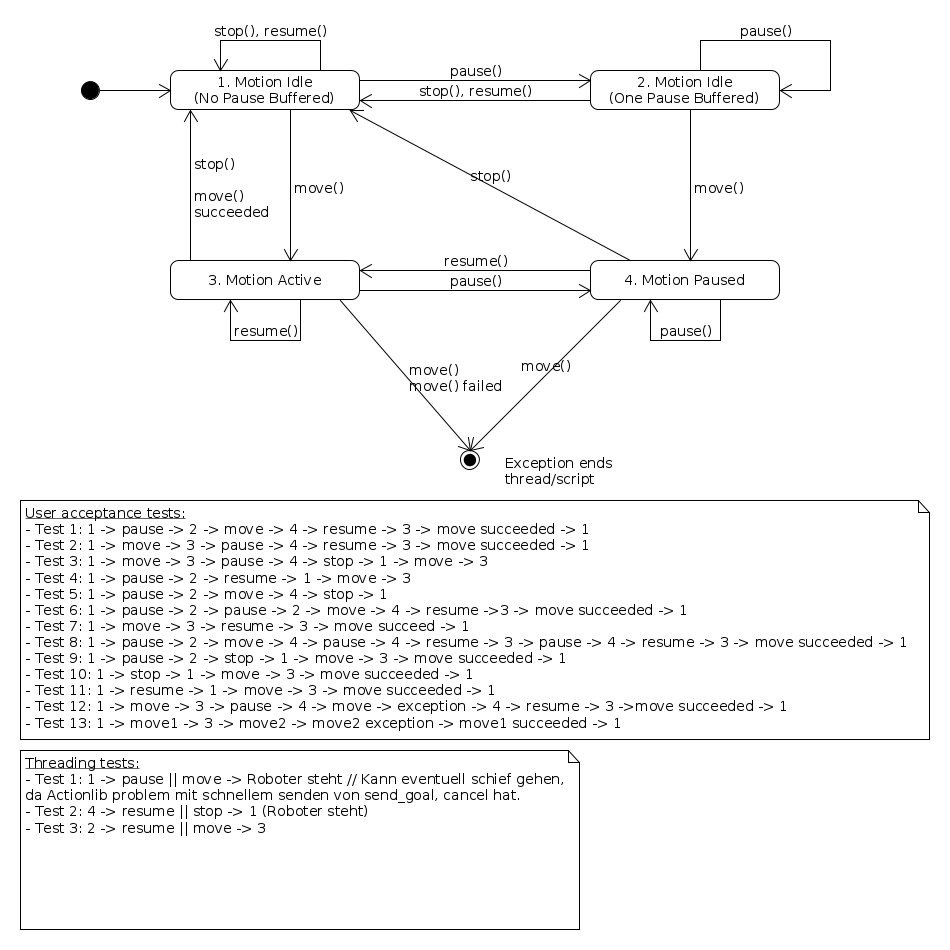 stop(), resume()
pause()
1. Motion Idle
(No Pause Buffered)
pause()
stop(), resume()
2. Motion Idle
(One Pause Buffered)
stop()
move()
succeeded
move()
stop()
move()
3. Motion Active
resume()
pause()
4. Motion Paused
resume()
pause()
move()
move() failed
move()
Exception ends
thread/script
User acceptance tests:
- Test 1: 1 -> pause -> 2 -> move -> 4 -> resume -> 3 -> move succeeded -> 1
- Test 2: 1 -> move -> 3 -> pause -> 4 -> resume -> 3 -> move succeeded -> 1
- Test 3: 1 -> move -> 3 -> pause -> 4 -> stop -> 1 -> move -> 3
- Test 4: 1 -> pause -> 2 -> resume -> 1 -> move -> 3
- Test 5: 1 -> pause -> 2 -> move -> 4 -> stop -> 1
- Test 6: 1 -> pause -> 2 -> pause -> 2 -> move -> 4 -> resume ->3 -> move succeeded -> 1
- Test 7: 1 -> move -> 3 -> resume -> 3 -> move succeed -> 1
- Test 8: 1 -> pause -> 2 -> move -> 4 -> pause -> 4 -> resume -> 3 -> pause -> 4 -> resume -> 3 -> move succeeded -> 1
- Test 9: 1 -> pause -> 2 -> stop -> 1 -> move -> 3 -> move succeeded -> 1
- Test 10: 1 -> stop -> 1 -> move -> 3 -> move succeeded -> 1
- Test 11: 1 -> resume -> 1 -> move -> 3 -> move succeeded -> 1
- Test 12: 1 -> move -> 3 -> pause -> 4 -> move -> exception -> 4 -> resume -> 3 ->move succeeded -> 1
- Test 13: 1 -> move1 -> 3 -> move2 -> move2 exception -> move1 succeeded -> 1
Threading tests:
- Test 1: 1 -> pause || move -> Roboter steht // Kann eventuell schief gehen,
da Actionlib problem mit schnellem senden von send_goal, cancel hat.
- Test 2: 4 -> resume || stop -> 1 (Roboter steht)
- Test 3: 2 -> resume || move -> 3